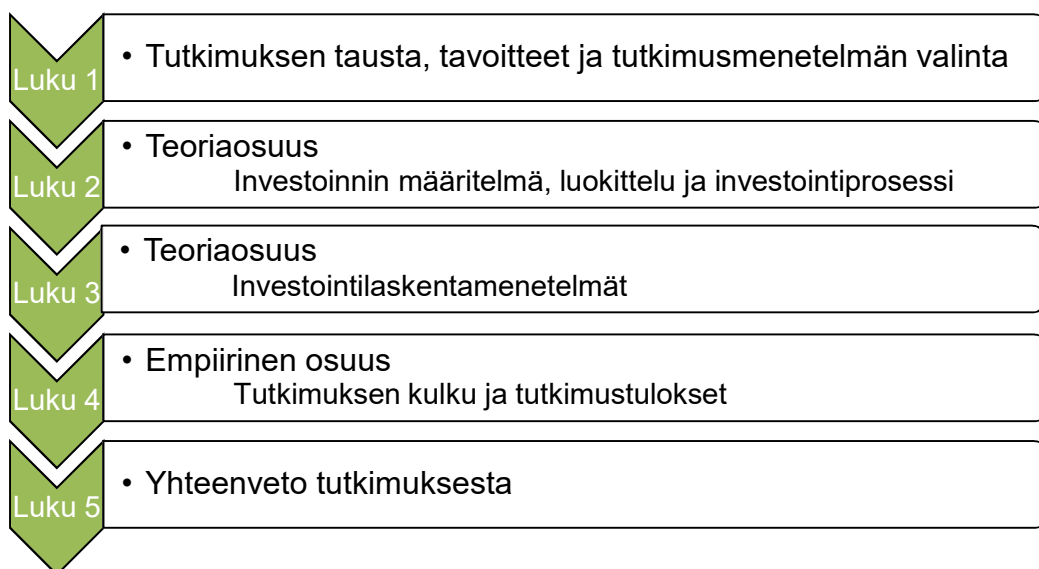 Luku 1
• Tutkimuksen tausta, tavoitteet ja tutkimusmenetelmän valinta
Luku 2
• Teoriaosuus
Investoinnin määritelmä, luokittelu ja investointiprosessi
Luku 3
• Teoriaosuus
Investointilaskentamenetelmät
Luku 4
• Empiirinen osuus
Tutkimuksen kulku ja tutkimustulokset
Luku 5
• Yhteenveto tutkimuksesta